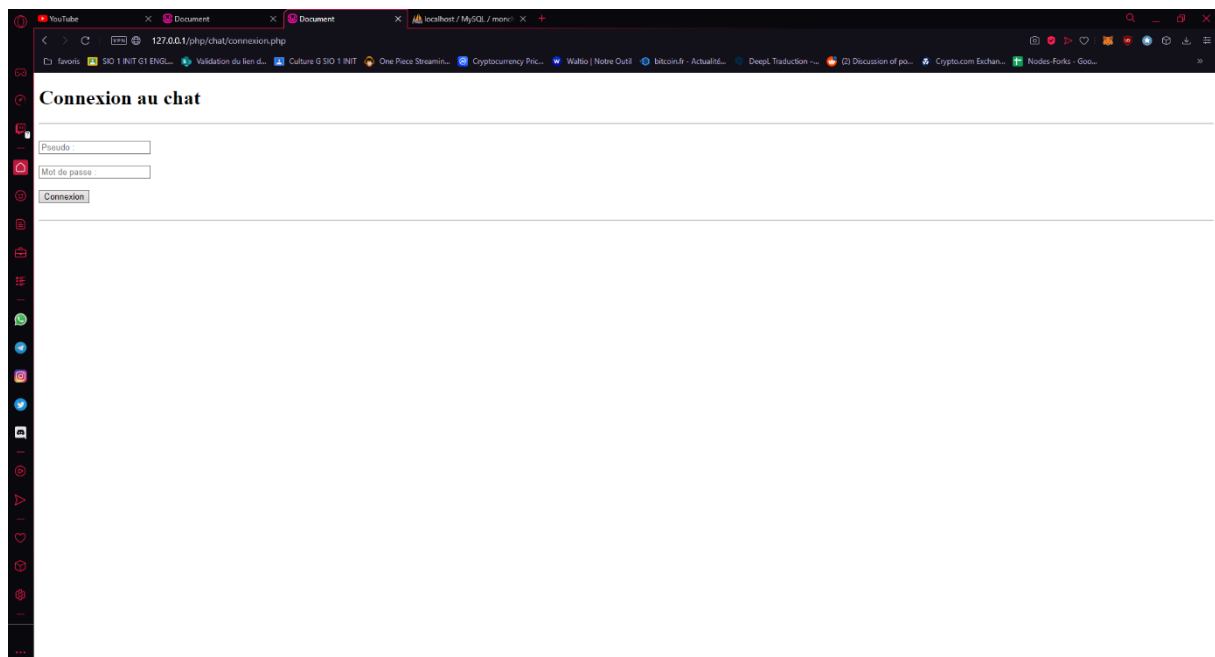 YouTube Document Document localhost / MySQL / monch
VPN 127.0.0.1/php/chat/connexion.php
favoris SIO 1 INIT G1 ENGL... Validation du lien d... Culture G SIO 1 INIT One Piece Streamin... Cryptocurrency Pric... Waltio | Notre Outil bitcoin.fr - Actualité... DeepL Traduction -... (2) Discussion of po... Crypto.com Exchan... Nodes-Forks - Goo...
Connexion au chat
Pseudo :
Mot de passe :
Connexion